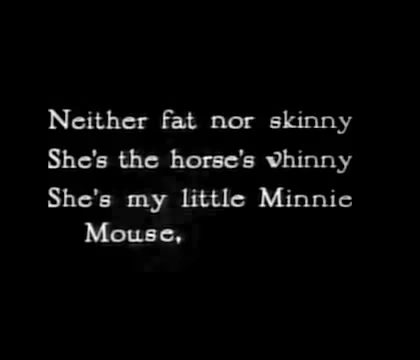 Neither fat nor skinny
She's the horse's whinny
She's my little Minnie
Mouse,